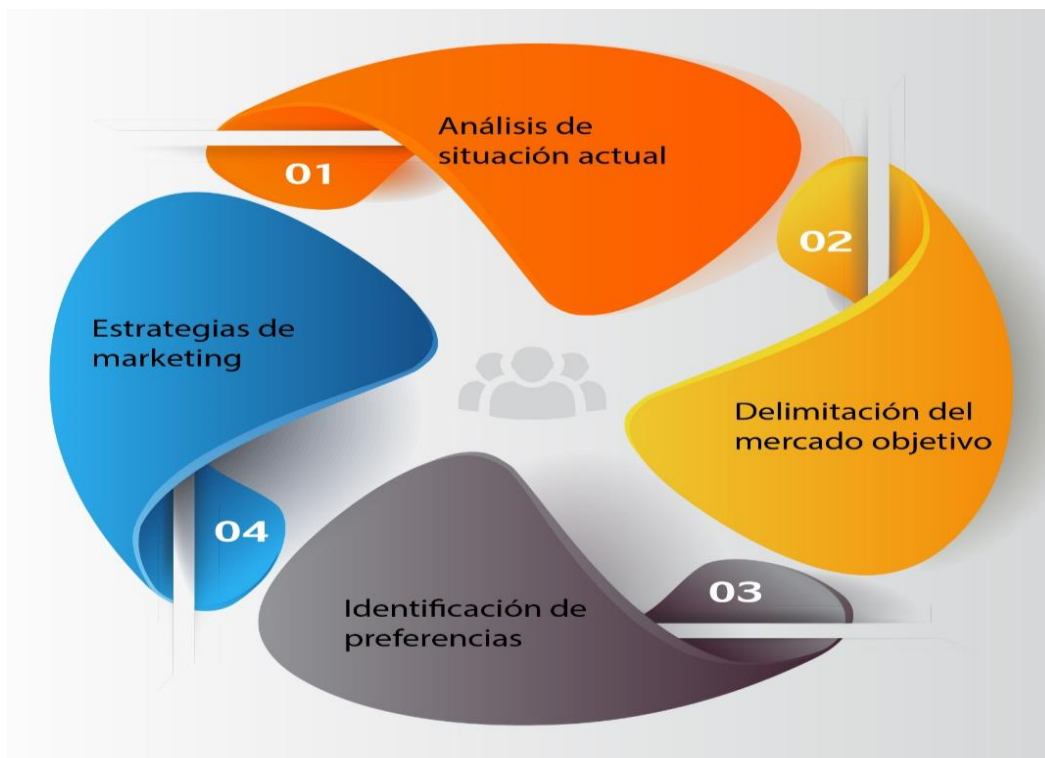 01
Análisis de
situación actual
02
Delimitación del
mercado objetivo
03
Identificación de
preferencias
04
Estrategias de
marketing